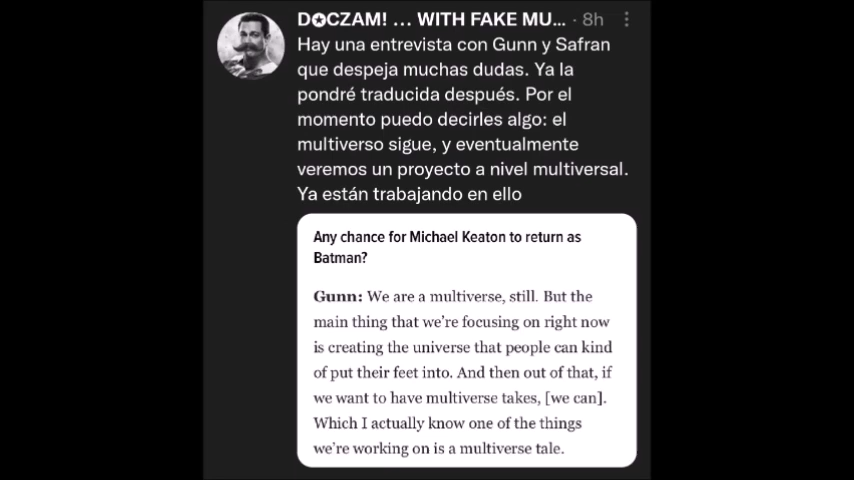 D✪CZAM! ... WITH FAKE MU... · 8h
Hay una entrevista con Gunn y Safran
que despeja muchas dudas. Ya la
pondré traducida después. Por el
momento puedo decirles algo: el
multiverso sigue, y eventualmente
veremos un proyecto a nivel multiversal.
Ya están trabajando en ello
Any chance for Michael Keaton to return as
Batman?
Gunn: We are a multiverse, still. But the
main thing that we're focusing on right now
is creating the universe that people can kind
of put their feet into. And then out of that, if
we want to have multiverse takes, [we can].
Which I actually know one of the things
we're working on is a multiverse tale.